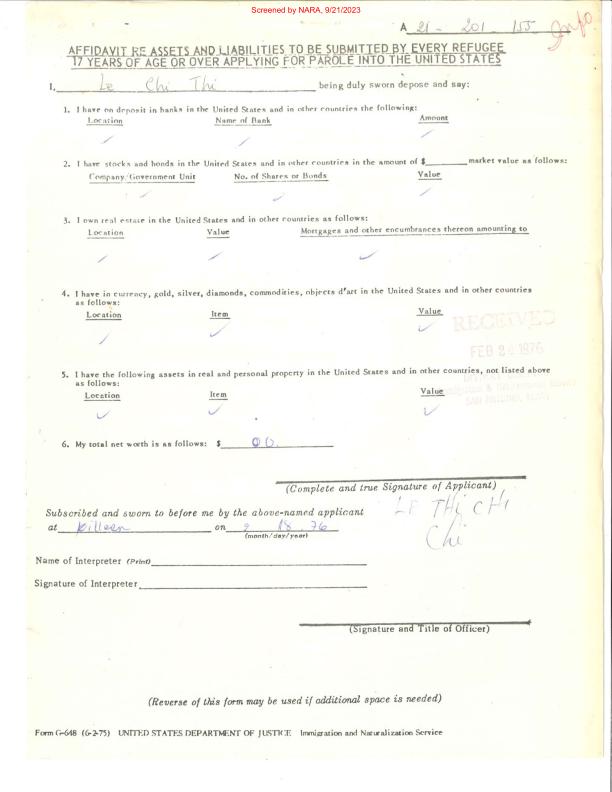 Screened by NARA, 9/21/2023
A 21 - 201 - 155
Info
AFFIDAVIT RE ASSETS AND LIABILITIES TO BE SUBMITTED BY EVERY REFUGEE
17 YEARS OF AGE OR OVER APPLYING FOR PAROLE INTO THE UNITED STATES
I, Le Chi Thi being duly sworn depose and say:
1. I have on deposit in banks in the United States and in other countries the following:
Location Name of Bank Amount
2. I have stocks and bonds in the United States and in other countries in the amount of $ market value as follows:
Company/Government Unit No. of Shares or Bonds Value
3. I own real estate in the United States and in other countries as follows:
Location Value Mortgages and other encumbrances thereon amounting to
4. I have in currency, gold, silver, diamonds, commodities, objects d'art in the United States and in other countries
as follows:
Location Item Value
RECEIVED
FEB 24 1976
5. I have the following assets in real and personal property in the United States and in other countries, not listed above
as follows:
Location Item Value
6. My total net worth is as follows: $ 00.
(Complete and true Signature of Applicant)
LE THI CHI
Chi
Subscribed and sworn to before me by the above-named applicant
at Killeen on 2 18 . 76
(month/day/year)
Name of Interpreter (Print)
Signature of Interpreter
(Signature and Title of Officer)
(Reverse of this form may be used if additional space is needed)
Form G-648 (6-2-75) UNITED STATES DEPARTMENT OF JUSTICE Immigration and Naturalization Service